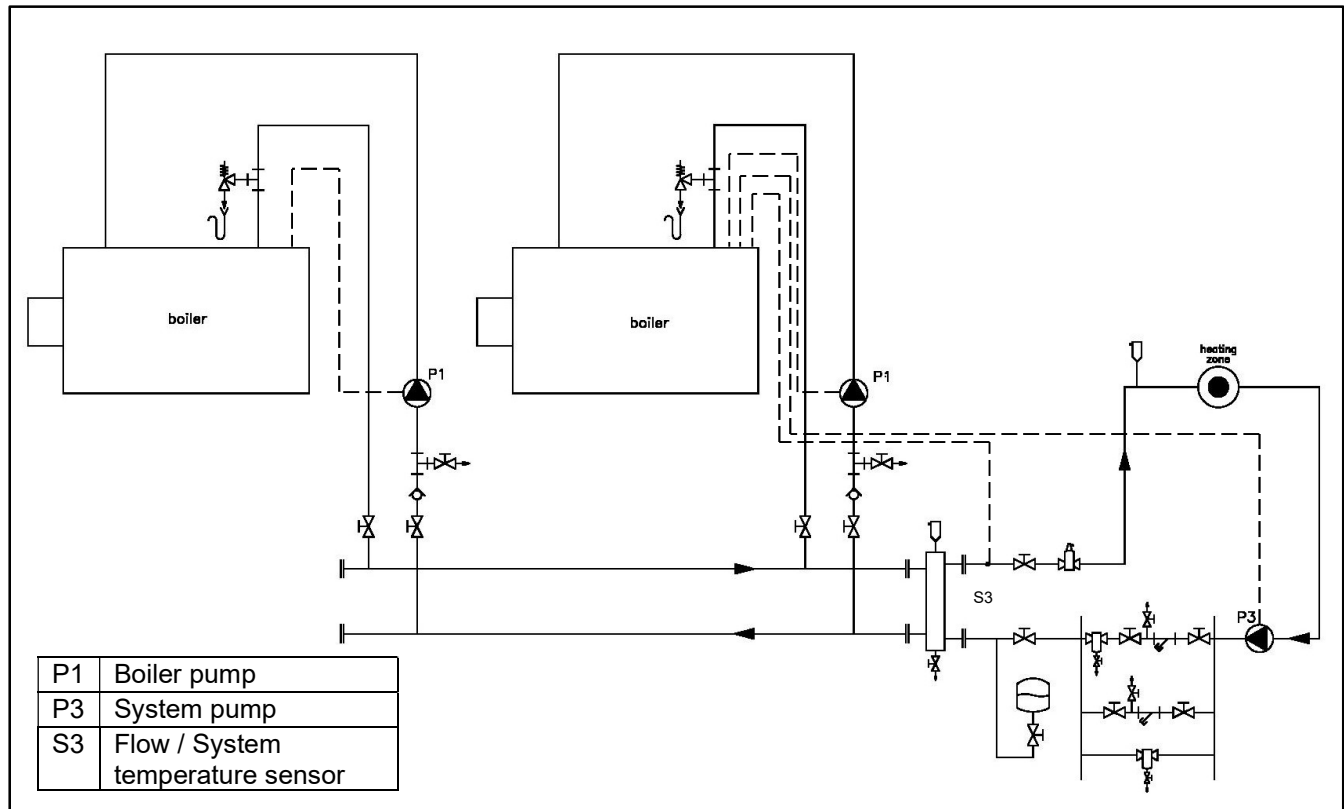 boiler
P1
boiler
P1
heating
zone
S3
P3
P1 Boiler pump
P3 System pump
S3 Flow / System
temperature sensor